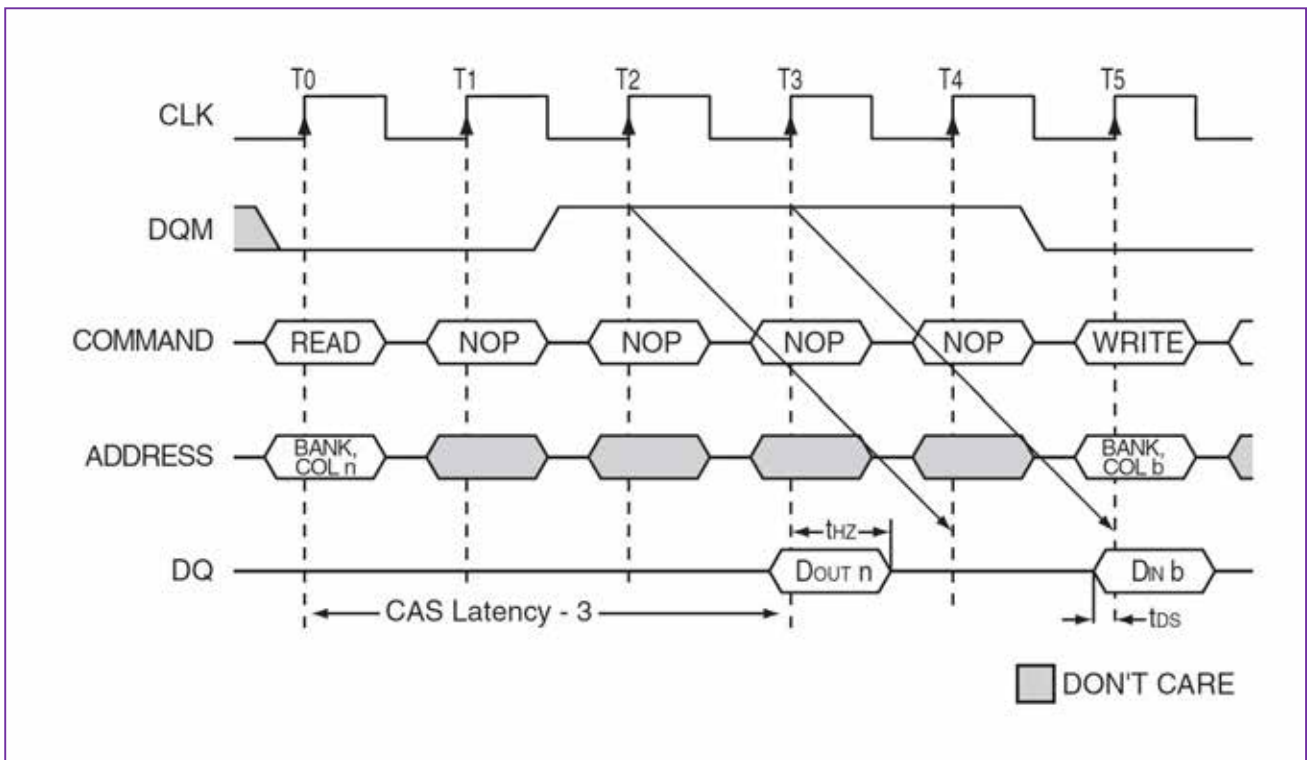 T0 T1 T2 T3 T4 T5
CLK
DQM
COMMAND READ NOP NOP NOP NOP WRITE
ADDRESS BANK, COL n BANK, COL b
tHZ
DQ DOUT n DIN b
CAS Latency - 3 tDS
DON'T CARE